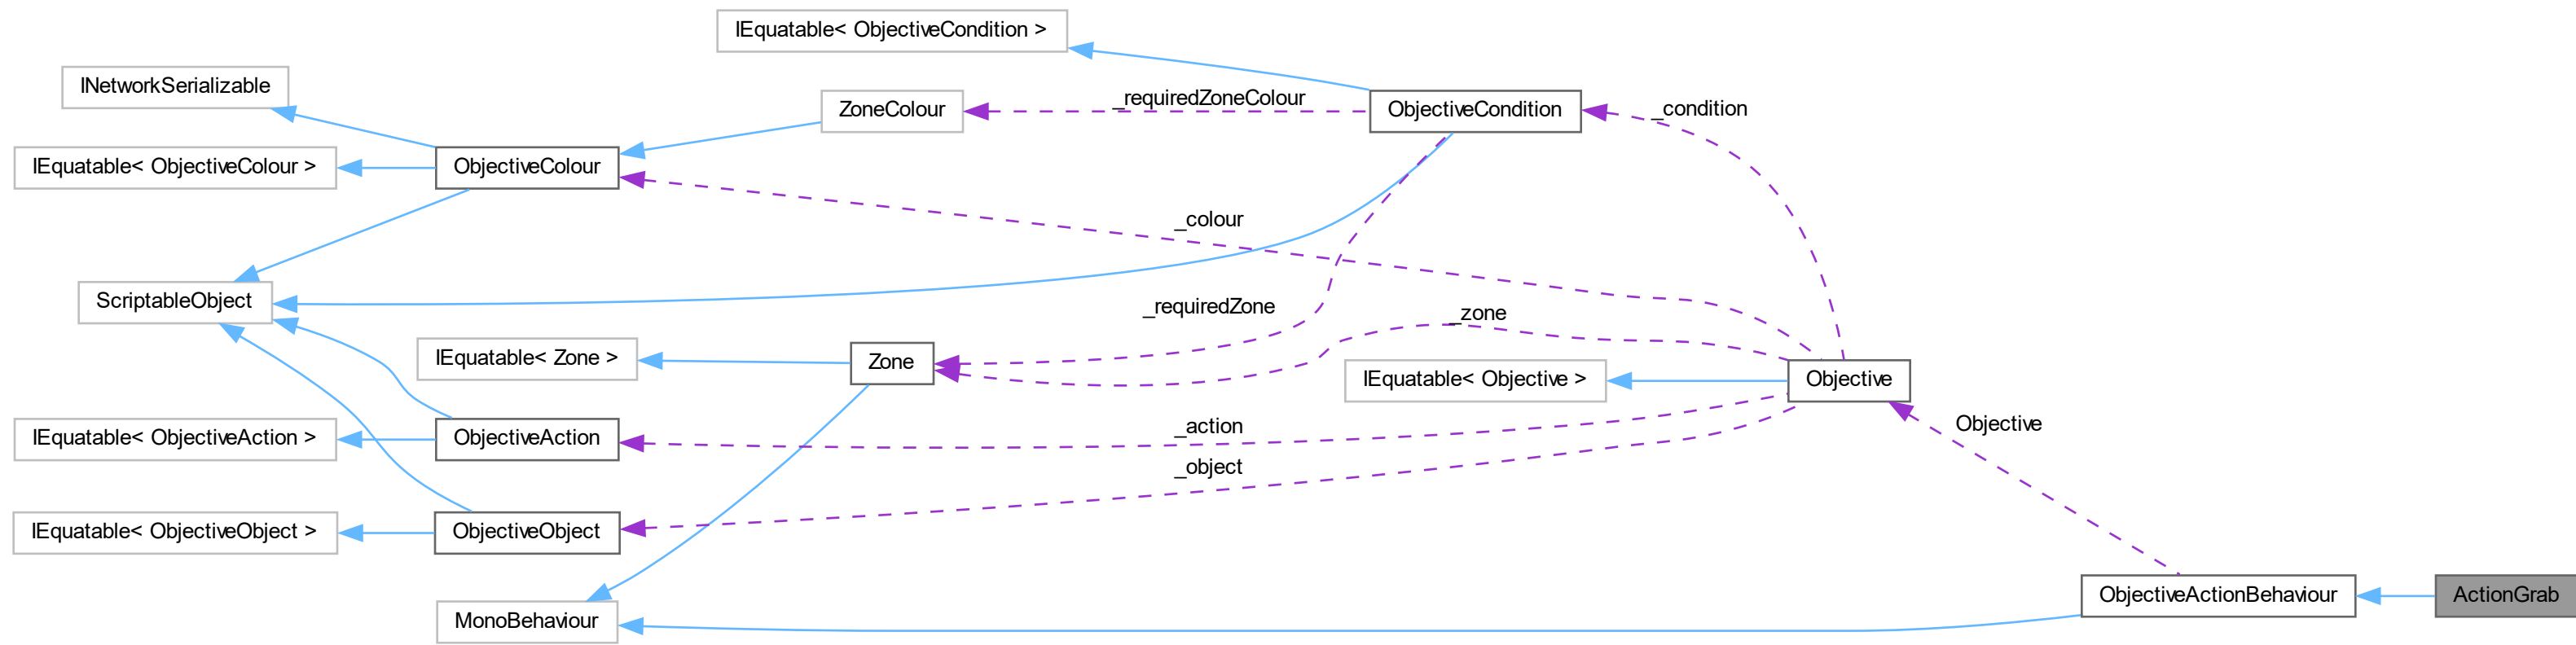 IEquatable< ObjectiveCondition >
INetworkSerializable
_requiredZoneColour
ZoneColour
ObjectiveCondition
_condition
IEquatable< ObjectiveColour >
ObjectiveColour
_colour
ScriptableObject
_requiredZone
_zone
IEquatable< Zone >
Zone
IEquatable< Objective >
Objective
Objective
_action
IEquatable< ObjectiveAction >
ObjectiveAction
_object
IEquatable< ObjectiveObject >
ObjectiveObject
ObjectiveActionBehaviour
ActionGrab
MonoBehaviour